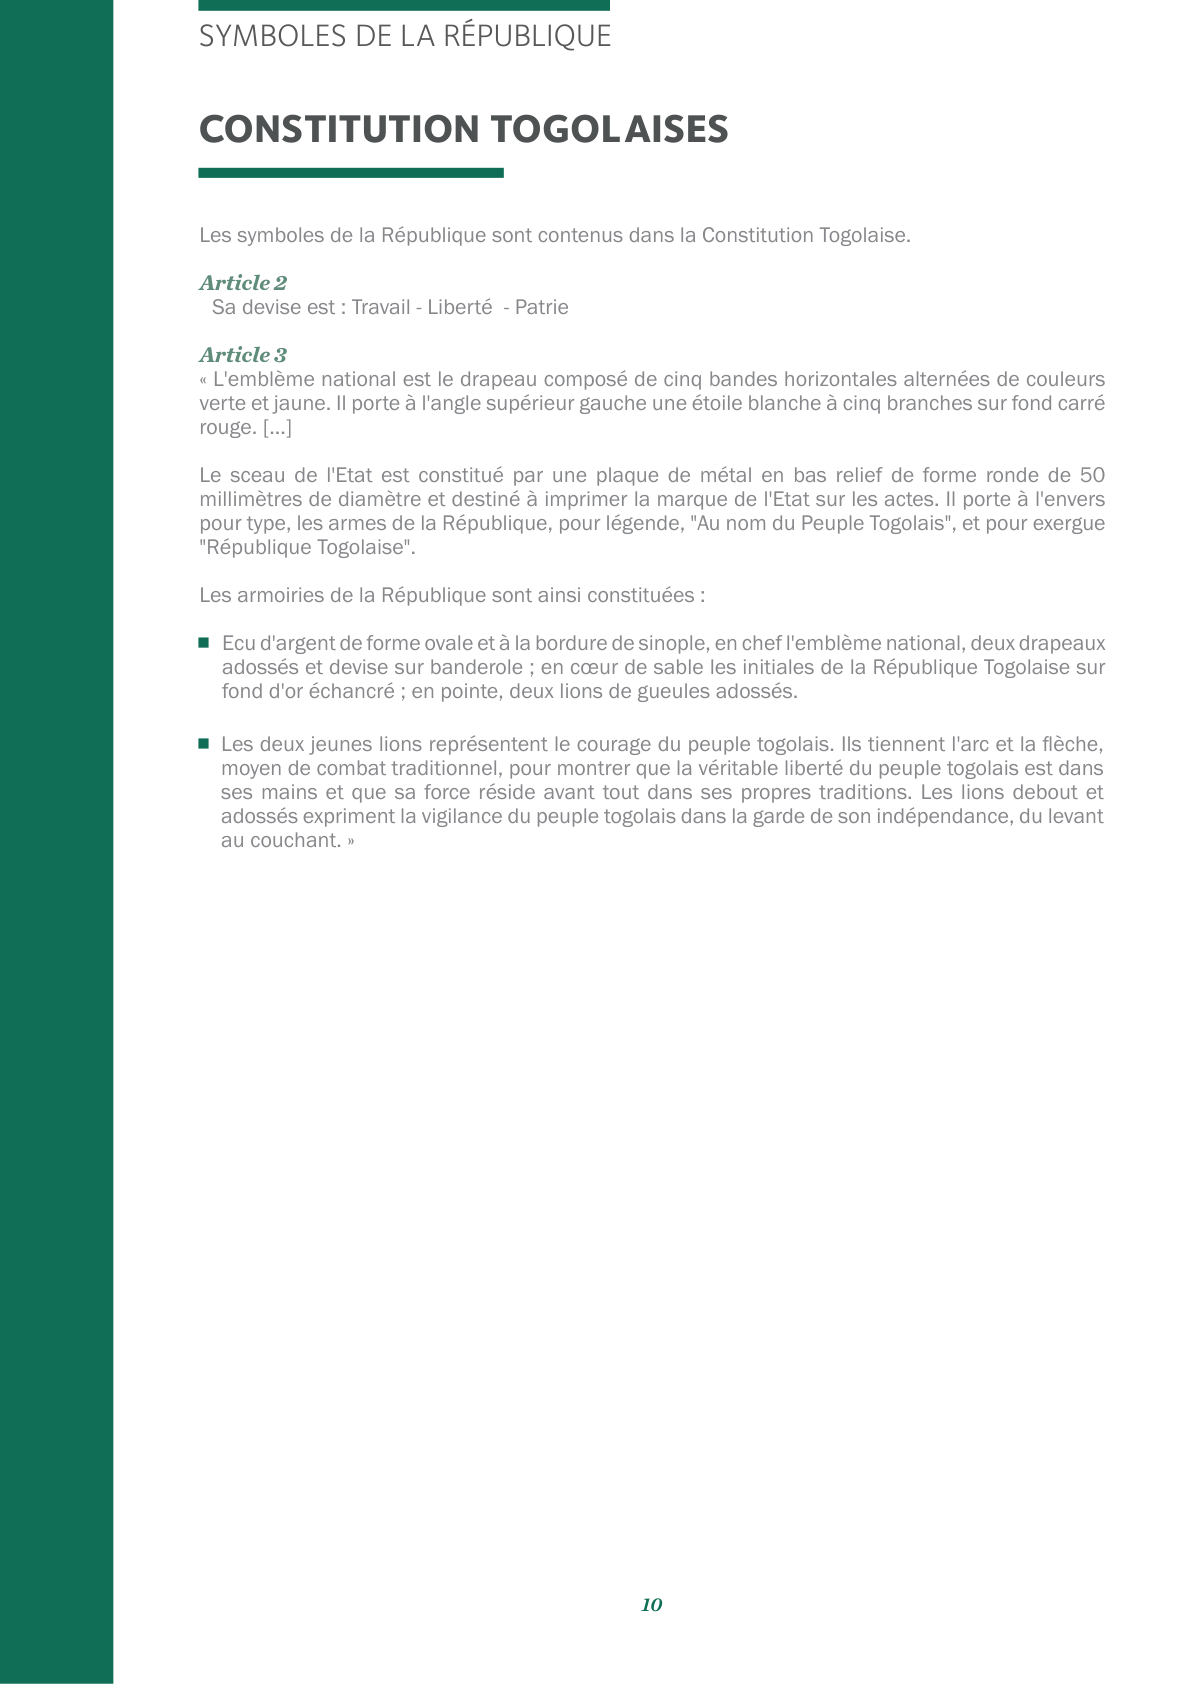 SYMBOLES DE LA RÉPUBLIQUE
CONSTITUTION TOGOLAISES
Les symboles de la République sont contenus dans la Constitution Togolaise.
Article 2
Sa devise est : Travail - Liberté - Patrie
Article 3
« L'emblème national est le drapeau composé de cinq bandes horizontales alternées de couleurs
verte et jaune. Il porte à l'angle supérieur gauche une étoile blanche à cinq branches sur fond carré
rouge. [...]
Le sceau de l'Etat est constitué par une plaque de métal en bas relief de forme ronde de 50
millimètres de diamètre et destiné à imprimer la marque de l'Etat sur les actes. Il porte à l'envers
pour type, les armes de la République, pour légende, "Au nom du Peuple Togolais", et pour exergue
"République Togolaise".
Les armoiries de la République sont ainsi constituées :
Ecu d'argent de forme ovale et à la bordure de sinople, en chef l'emblème national, deux drapeaux
adossés et devise sur banderole ; en cœur de sable les initiales de la République Togolaise sur
fond d'or échancré ; en pointe, deux lions de gueules adossés.
Les deux jeunes lions représentent le courage du peuple togolais. Ils tiennent l'arc et la flèche,
moyen de combat traditionnel, pour montrer que la véritable liberté du peuple togolais est dans
ses mains et que sa force réside avant tout dans ses propres traditions. Les lions debout et
adossés expriment la vigilance du peuple togolais dans la garde de son indépendance, du levant
au couchant. »
10